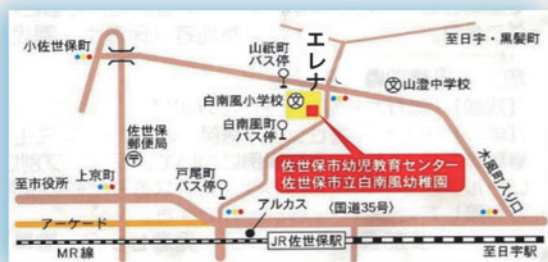 小佐世保町
山祇町
バス停
エレナ
至日宇・黒髪町
山澄中学校
白南風小学校
白南風町
バス停
佐世保
郵便局
佐世保市幼児教育センター
佐世保市立白南風幼稚園
木風町入り口
上京町
戸尾町
バス停
至市役所
アルカス
〈国道35号〉
アーケード
JR佐世保駅
MR線
至日宇駅